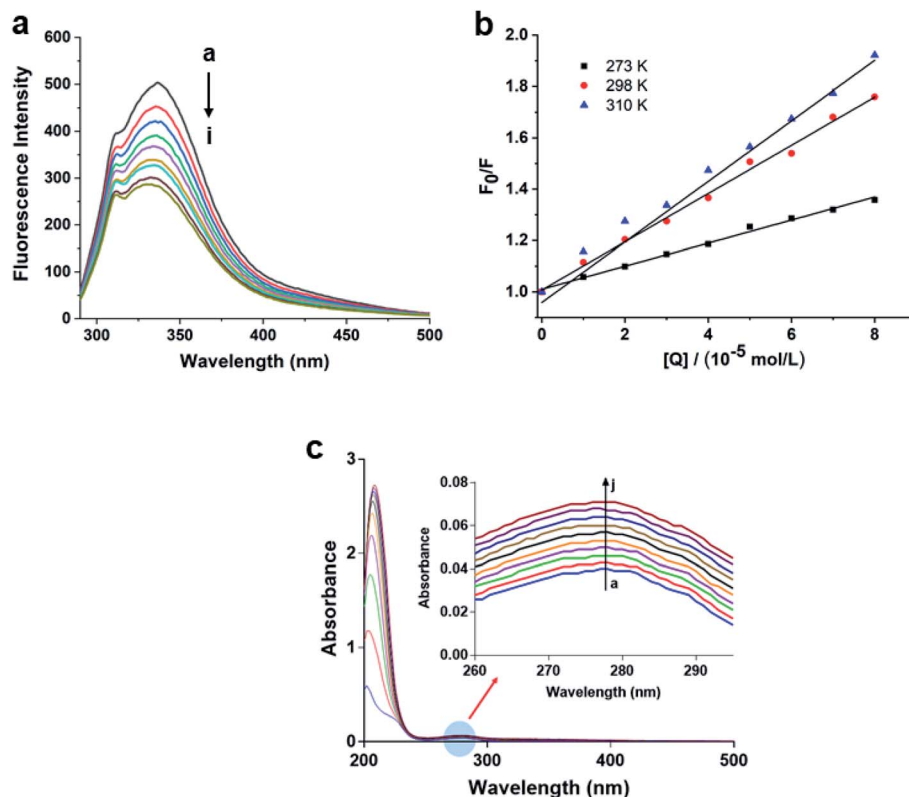 a
600
500
400
300
200
100
0
Fluorescence Intensity
a
i
300
350
400
450
500
Wavelength (nm)
b
2.0
1.8
1.6
1.4
1.2
1.0
F0/F
273 K
298 K
310 K
0
2
4
6
8
[Q] / (10-5 mol/L)
c
3
2
1
0
Absorbance
200
300
400
500
Wavelength (nm)
0.08
0.06
0.04
0.02
0.00
Absorbance
j
a
260
270
280
290
Wavelength (nm)